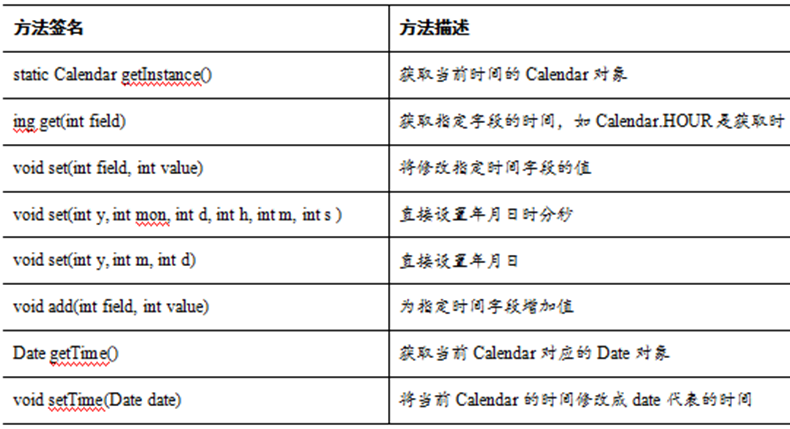 方法签名 方法描述
static Calendar getInstance() 获取当前时间的 Calendar 对象
ing get(int field) 获取指定字段的时间，如 Calendar.HOUR 是获取时
void set(int field, int value) 将修改指定时间字段的值
void set(int y, int mon, int d, int h, int m, int s ) 直接设置年月日时分秒
void set(int y, int m, int d) 直接设置年月日
void add(int field, int value) 为指定时间字段增加值
Date getTime() 获取当前 Calendar 对应的 Date 对象
void setTime(Date date) 将当前 Calendar 的时间修改成 date 代表的时间